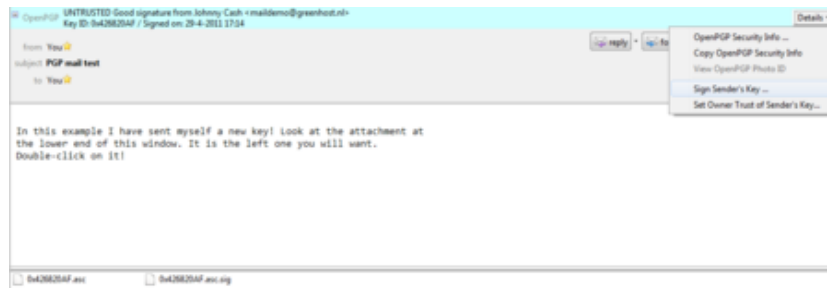 OpenPGP UNTRUSTED Good signature from Johnny Cash <maildemo@greenhost.nl>
Key ID: 0x426820AF / Signed on: 29-4-2011 17:14
Details
from You
subject PGP mail test
to You
reply
fo
OpenPGP Security Info ...
Copy OpenPGP Security Info
View OpenPGP Photo ID
Sign Sender's Key ...
Set Owner Trust of Sender's Key...
In this example I have sent myself a new key! Look at the attachment at
the lower end of this window. It is the left one you will want.
Double-click on it!
0x426820AF.asc
0x426820AF.asc.sig